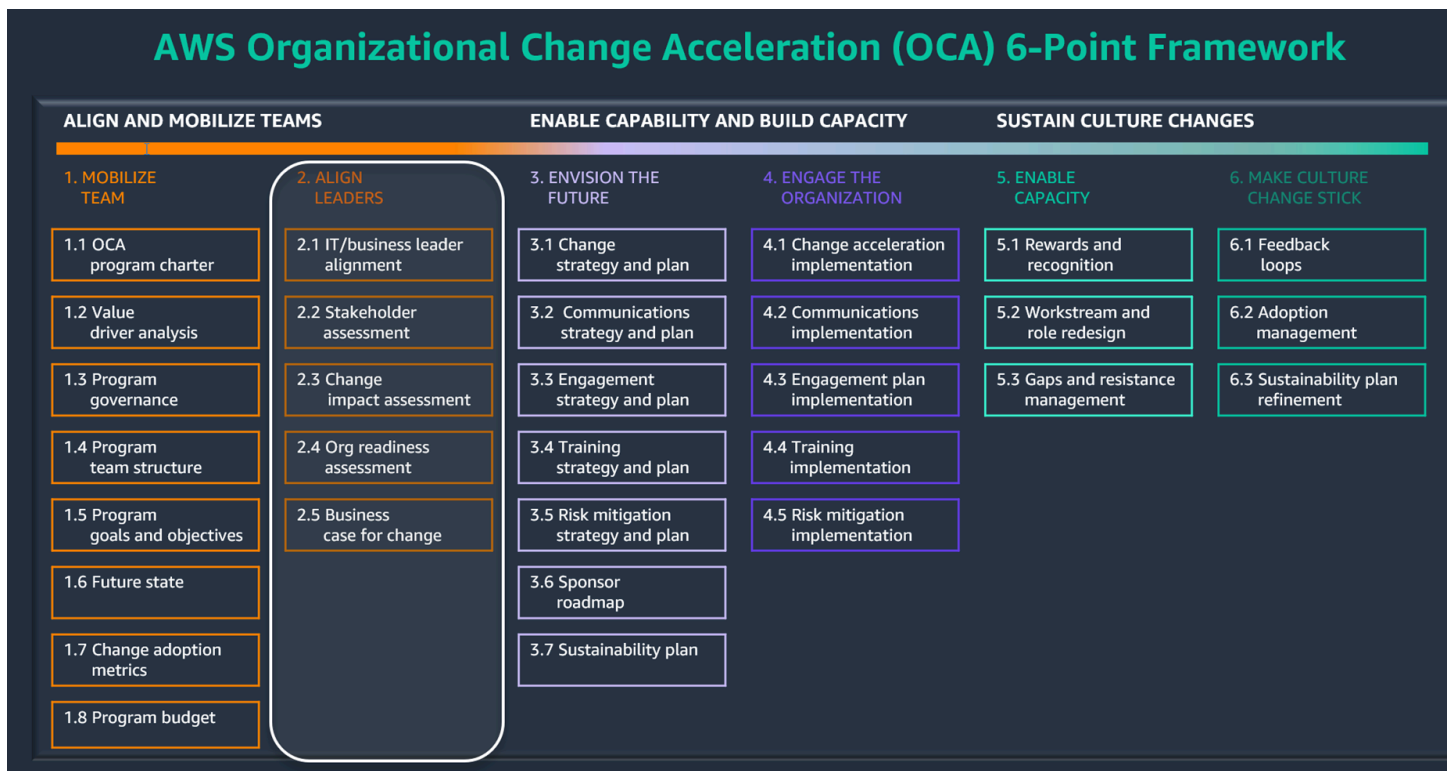 AWS Organizational Change Acceleration (OCA) 6-Point Framework
ALIGN AND MOBILIZE TEAMS
ENABLE CAPABILITY AND BUILD CAPACITY
SUSTAIN CULTURE CHANGES
1. MOBILIZE
TEAM
1.1 OCA
program charter
1.2 Value
driver analysis
1.3 Program
governance
1.4 Program
team structure
1.5 Program
goals and objectives
1.6 Future state
1.7 Change adoption
metrics
1.8 Program budget
2. ALIGN
LEADERS
2.1 IT/business leader
alignment
2.2 Stakeholder
assessment
2.3 Change
impact assessment
2.4 Org readiness
assessment
2.5 Business
case for change
3. ENVISION THE
FUTURE
3.1 Change
strategy and plan
3.2 Communications
strategy and plan
3.3 Engagement
strategy and plan
3.4 Training
strategy and plan
3.5 Risk mitigation
strategy and plan
3.6 Sponsor
roadmap
3.7 Sustainability plan
4. ENGAGE THE
ORGANIZATION
4.1 Change acceleration
implementation
4.2 Communications
implementation
4.3 Engagement plan
implementation
4.4 Training
implementation
4.5 Risk mitigation
implementation
5. ENABLE
CAPACITY
5.1 Rewards and
recognition
5.2 Workstream and
role redesign
5.3 Gaps and resistance
management
6. MAKE CULTURE
CHANGE STICK
6.1 Feedback
loops
6.2 Adoption
management
6.3 Sustainability plan
refinement